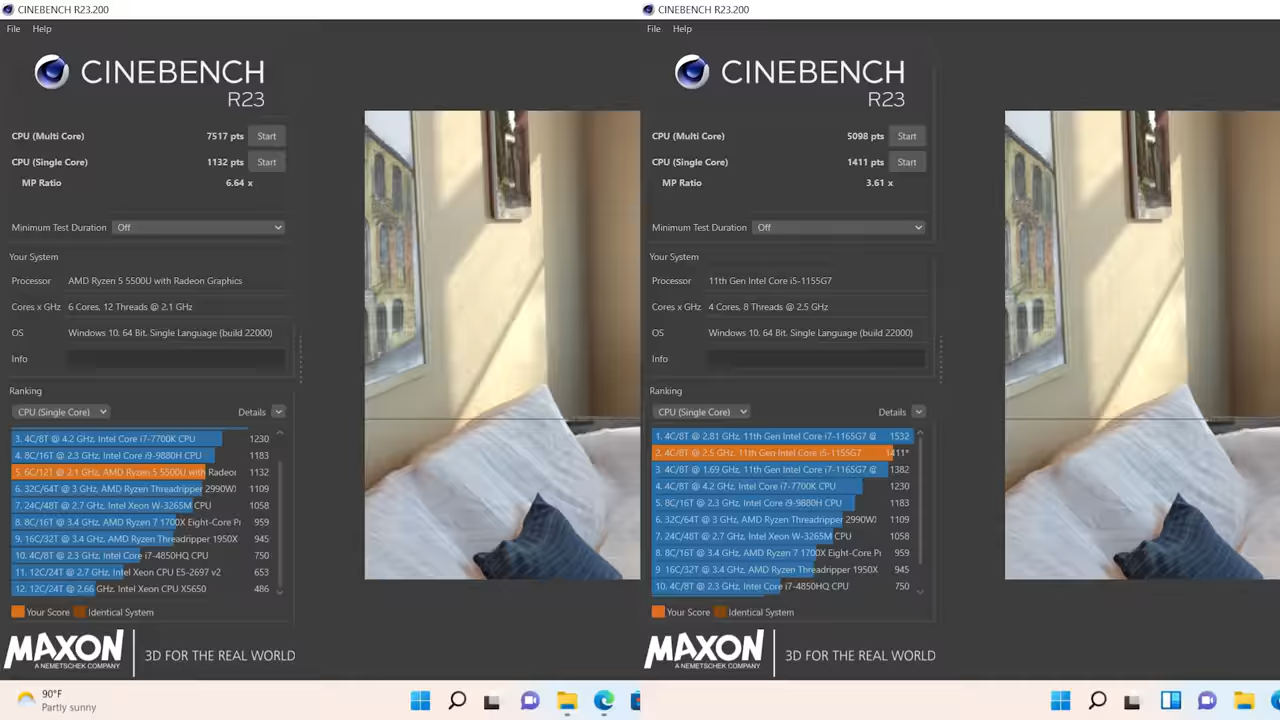 CINEBENCH R23.200
File Help
CINEBENCH
R23
CPU (Multi Core) 7517 pts Start
CPU (Single Core) 1132 pts Start
MP Ratio 6.64 x
Minimum Test Duration Off
Your System
Processor AMD Ryzen 5 5500U with Radeon Graphics
Cores x GHz 6 Cores, 12 Threads @ 2.1 GHz
OS Windows 10, 64 Bit, Single Language (build 22000)
Info
Ranking
CPU (Single Core) Details
3. 4C/8T @ 4.2 GHz, Intel Core i7-7700K CPU 1230
4. 8C/16T @ 2.3 GHz, Intel Core i9-9880H CPU 1183
5. 6C/12T @ 2.1 GHz, AMD Ryzen 5 5500U with Radeo 1132
6. 32C/64T @ 3 GHz, AMD Ryzen Threadripper 2990W 1109
7. 24C/48T @ 2.7 GHz, Intel Xeon W-3265M CPU 1058
8. 8C/16T @ 3.4 GHz, AMD Ryzen 7 1700X Eight-Core Pr 959
9. 16C/32T @ 3.4 GHz, AMD Ryzen Threadripper 1950X 945
10. 4C/8T @ 2.3 GHz, Intel Core i7-4850HQ CPU 750
11. 12C/24T @ 2.7 GHz, Intel Xeon CPU E5-2697 v2 653
12. 12C/24T @ 2.66 GHz, Intel Xeon CPU X5650 486
Your Score Identical System
MAXON
A NEMETSCHEK COMPANY
3D FOR THE REAL WORLD
90°F
Partly sunny
CINEBENCH R23.200
File Help
CINEBENCH
R23
CPU (Multi Core) 5098 pts Start
CPU (Single Core) 1411 pts Start
MP Ratio 3.61 x
Minimum Test Duration Off
Your System
Processor 11th Gen Intel Core i5-1155G7
Cores x GHz 4 Cores, 8 Threads @ 2.5 GHz
OS Windows 10, 64 Bit, Single Language (build 22000)
Info
Ranking
CPU (Single Core) Details
1. 4C/8T @ 2.81 GHz, 11th Gen Intel Core i7-1165G7 @ 1532
2. 4C/8T @ 2.5 GHz, 11th Gen Intel Core i5-1155G7 1411*
3. 4C/8T @ 1.69 GHz, 11th Gen Intel Core i7-1165G7 @ 1382
4. 4C/8T @ 4.2 GHz, Intel Core i7-7700K CPU 1230
5. 8C/16T @ 2.3 GHz, Intel Core i9-9880H CPU 1183
6. 32C/64T @ 3 GHz, AMD Ryzen Threadripper 2990W 1109
7. 24C/48T @ 2.7 GHz, Intel Xeon W-3265M CPU 1058
8. 8C/16T @ 3.4 GHz, AMD Ryzen 7 1700X Eight-Core Pr 959
9 16C/32T @ 3.4 GHz, AMD Ryzen Threadripper 1950X 945
10. 4C/8T @ 2.3 GHz, Intel Core i7-4850HQ CPU 750
Your Score Identical System
MAXON
A NEMETSCHEK COMPANY
3D FOR THE REAL WORLD